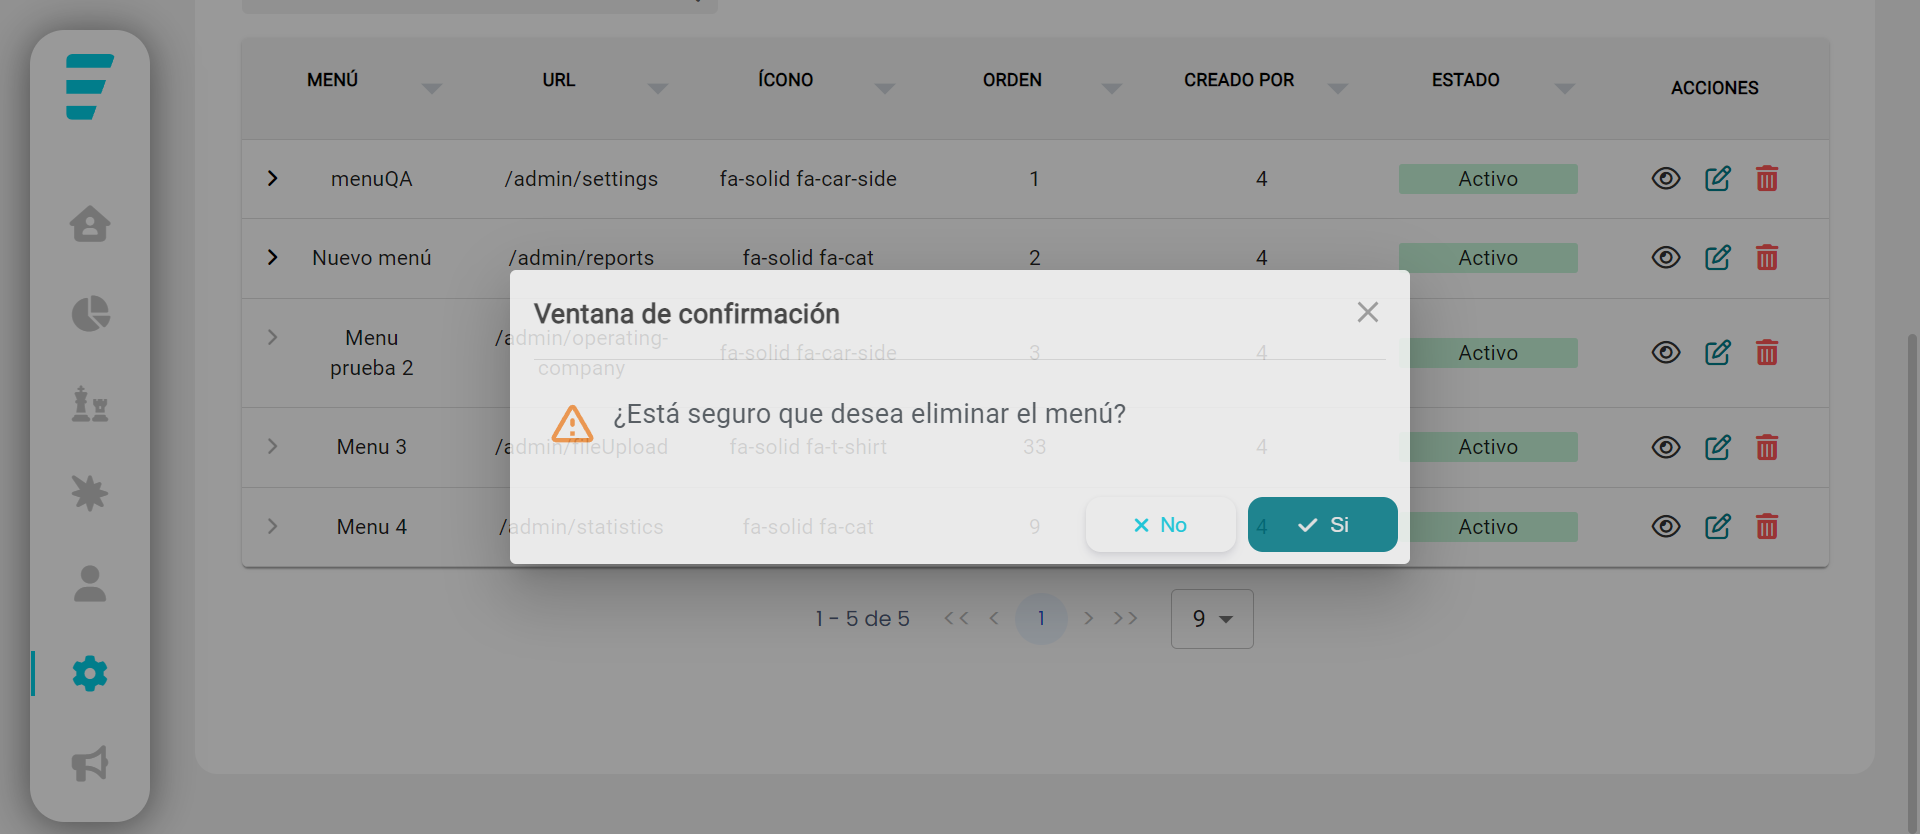 MENÚ URL ÍCONO ORDEN CREADO POR ESTADO ACCIONES
menuQA /admin/settings fa-solid fa-car-side 1 4 Activo
Nuevo menú /admin/reports fa-solid fa-cat 2 4 Activo
Ventana de confirmación
Menu prueba 2 /admin/operating-company fa-solid fa-car-side 3 4 Activo
¿Está seguro que desea eliminar el menú?
Menu 3 /admin/fileUpload fa-solid fa-t-shirt 33 4 Activo
Menu 4 /admin/statistics fa-solid fa-cat 9 4 Activo
No Si
1 - 5 de 5 << < 1 > >> 9